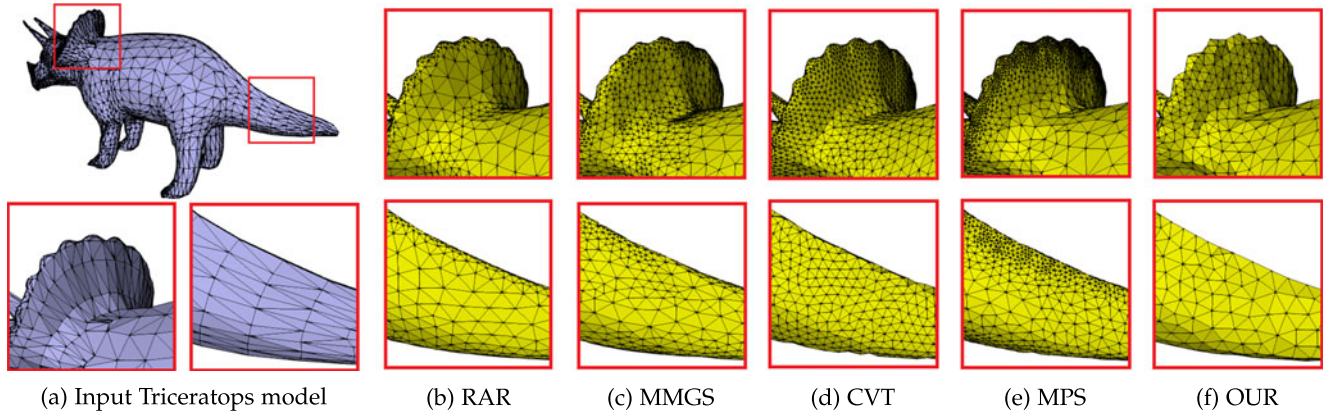 (a) Input Triceratops model
(b) RAR
(c) MMGS
(d) CVT
(e) MPS
(f) OUR